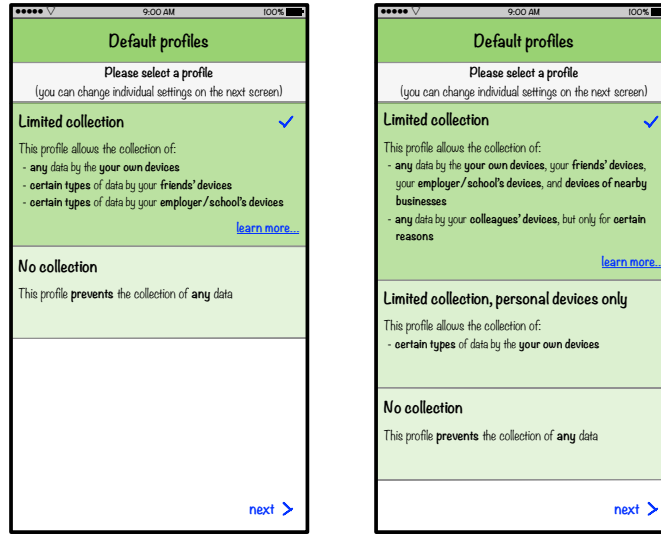 9:00 AM 100%
Default profiles
Please select a profile
(you can change individual settings on the next screen)
Limited collection
This profile allows the collection of:
- any data by the your own devices
- certain types of data by your friends' devices
- certain types of data by your employer/school's devices
learn more...
No collection
This profile prevents the collection of any data
next >
9:00 AM 100%
Default profiles
Please select a profile
(you can change individual settings on the next screen)
Limited collection
This profile allows the collection of:
- any data by the your own devices, your friends' devices,
your employer/school's devices, and devices of nearby
businesses
- any data by your colleagues' devices, but only for certain
reasons
learn more...
Limited collection, personal devices only
This profile allows the collection of:
- certain types of data by the your own devices
No collection
This profile prevents the collection of any data
next >